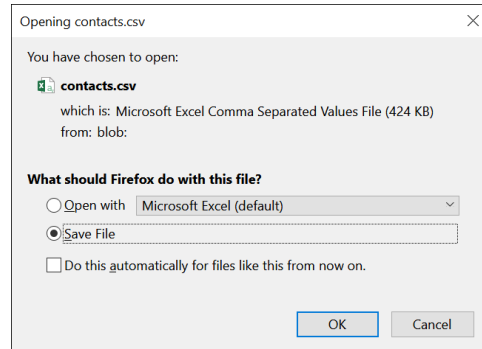 Opening contacts.csv
You have chosen to open:
contacts.csv
which is: Microsoft Excel Comma Separated Values File (424 KB)
from: blob:
What should Firefox do with this file?
Open with Microsoft Excel (default)
Save File
Do this automatically for files like this from now on.
OK Cancel